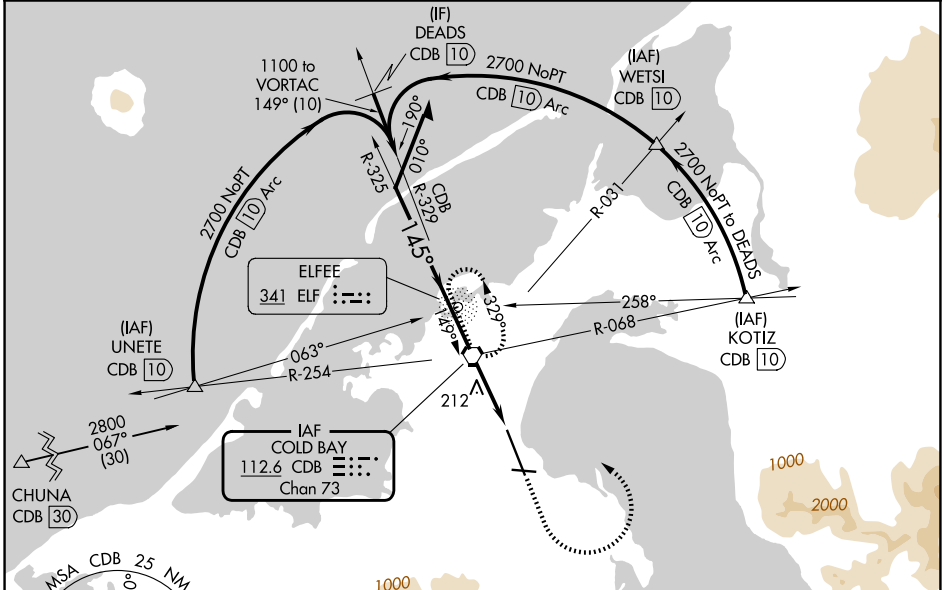 (IF)
DEADS
CDB 10
1100 to
VORTAC
149° (10)
2700 NoPT
CDB 10 Arc
(IAF)
WETSI
CDB 10
190°
010°
R-325
CDB
R-329
2700 NoPT
CDB 10 Arc
R-031
2700 NoPT to DEADS
CDB 10 Arc
145°
ELFEE
341 ELF
329°
149°
258°
R-068
(IAF)
KOTIZ
CDB 10
(IAF)
UNETE
CDB 10
063°
R-254
212
2800
067°
(30)
CHUNA
CDB 30
IAF
COLD BAY
112.6 CDB
Chan 73
1000
2000
1000
MSA CDB 25 NM
0°